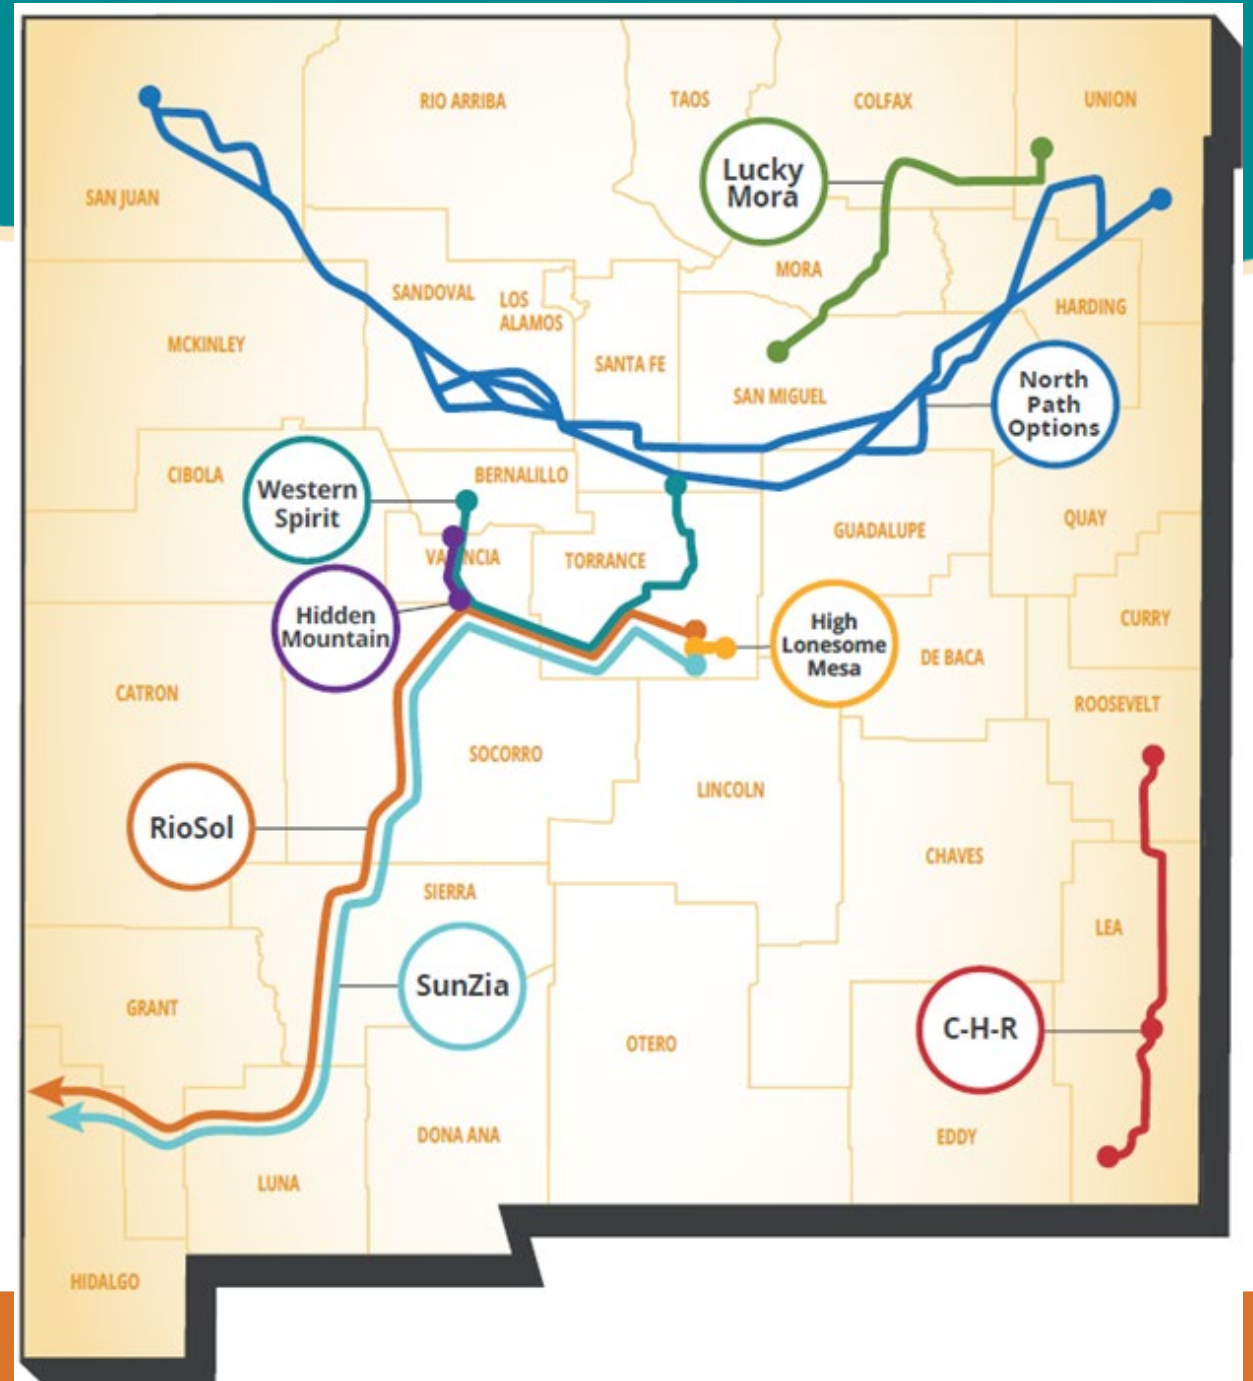 RIO ARRIBA
TAOS
COLFAX
UNION
Lucky
Mora
SAN JUAN
MORA
SANDOVAL
LOS
ALAMOS
HARDING
MCKINLEY
SANTA FE
North
Path
Options
SAN MIGUEL
CIBOLA
BERNALILLO
Western
Spirit
QUAY
GUADALUPE
VALENCIA
TORRANCE
Hidden
Mountain
High
Lonesome
Mesa
CURRY
DE BACA
CATRON
ROOSEVELT
SOCORRO
LINCOLN
RioSol
CHAVES
SIERRA
LEA
SunZia
GRANT
C-H-R
OTERO
DONA ANA
EDDY
LUNA
HIDALGO